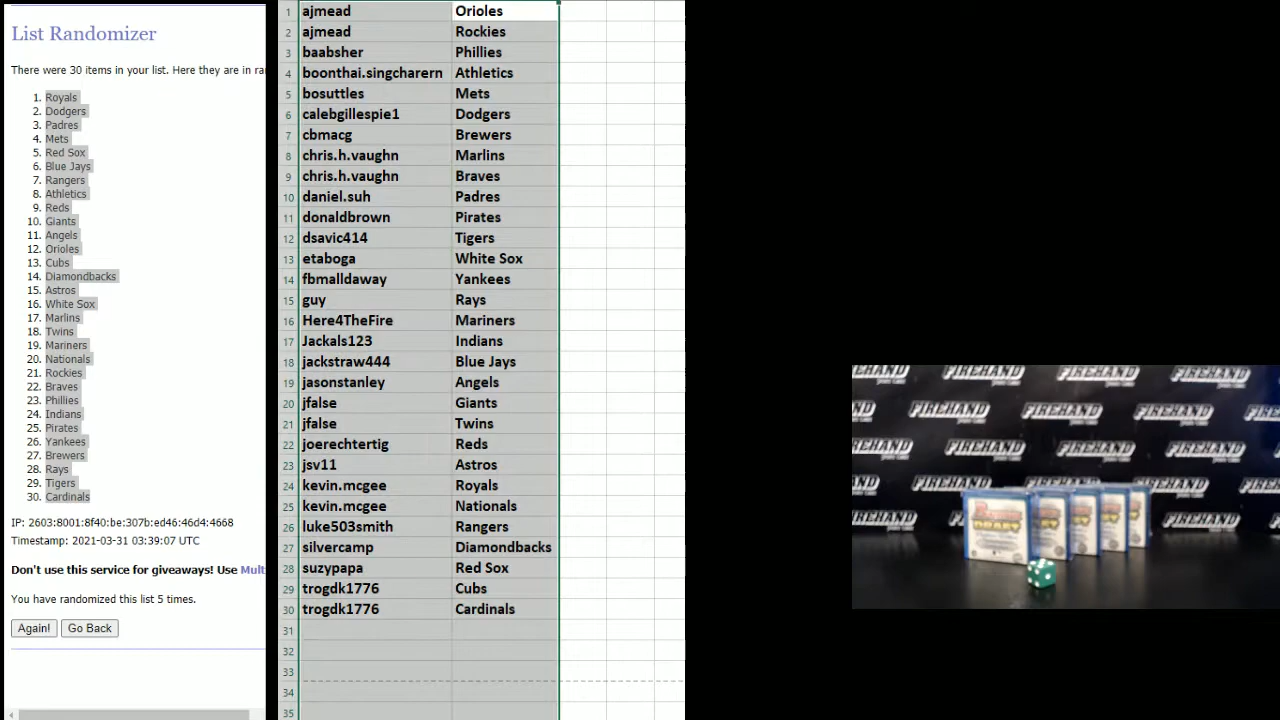 List Randomizer
There were 30 items in your list. Here they are in ra
1. Royals
2. Dodgers
3. Padres
4. Mets
5. Red Sox
6. Blue Jays
7. Rangers
8. Athletics
9. Reds
10. Giants
11. Angels
12. Orioles
13. Cubs
14. Diamondbacks
15. Astros
16. White Sox
17. Marlins
18. Twins
19. Mariners
20. Nationals
21. Rockies
22. Braves
23. Phillies
24. Indians
25. Pirates
26. Yankees
27. Brewers
28. Rays
29. Tigers
30. Cardinals
IP: 2603:8001:8f40:be:307b:ed46:46d4:4668
Timestamp: 2021-03-31 03:39:07 UTC
Don't use this service for giveaways! Use Mult
You have randomized this list 5 times.
Again! Go Back
1 ajmead Orioles
2 ajmead Rockies
3 baabsher Phillies
4 boonthai.singcharern Athletics
5 bosuttles Mets
6 calebgillespie1 Dodgers
7 cbmacg Brewers
8 chris.h.vaughn Marlins
9 chris.h.vaughn Braves
10 daniel.suh Padres
11 donaldbrown Pirates
12 dsavic414 Tigers
13 etaboga White Sox
14 fbmalldaway Yankees
15 guy Rays
16 Here4TheFire Mariners
17 Jackals123 Indians
18 jackstraw444 Blue Jays
19 jasonstanley Angels
20 jfalse Giants
21 jfalse Twins
22 joerechtertig Reds
23 jsv11 Astros
24 kevin.mcgee Royals
25 kevin.mcgee Nationals
26 luke503smith Rangers
27 silvercamp Diamondbacks
28 suzypapa Red Sox
29 trogdk1776 Cubs
30 trogdk1776 Cardinals
31
32
33
34
35
FIREHAND
FIREHAND
FIREHAND
FIREHAND
FIREHAND
FIREHAND
FIREHAND
FIREHAND
DRAFT